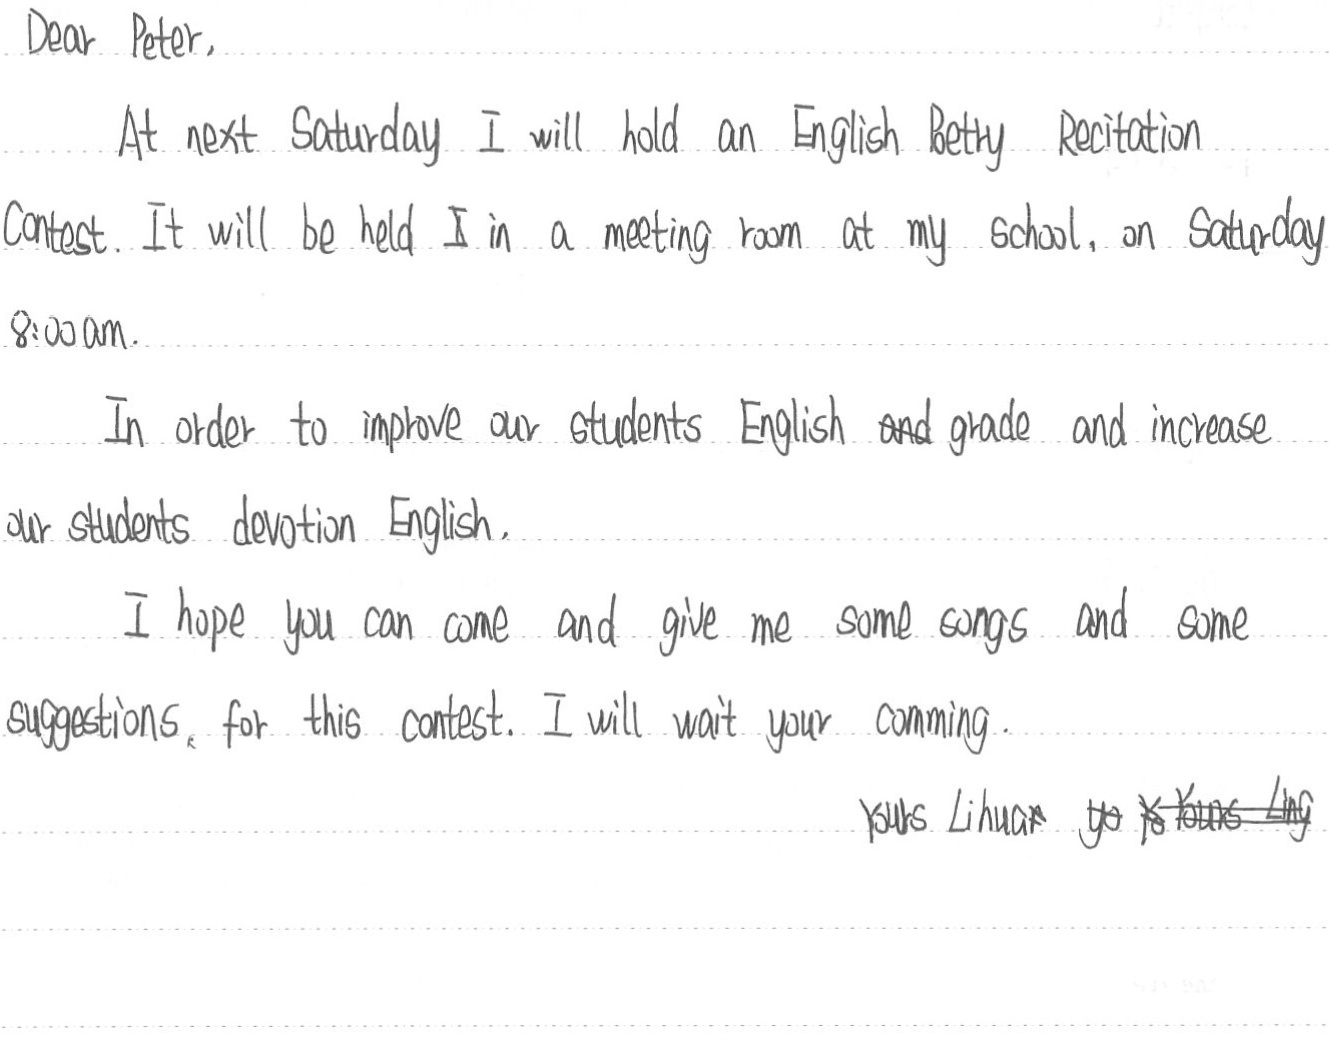 Dear Peter,
At next Saturday I will hold an English Betry Recitation
Contest. It will be held I in a meeting room at my school, on Saturday
8:00am.
In order to improve our students English and grade and increase
our students devotion English.
I hope you can come and give me some songs and some
suggestions, for this contest. I will wait your comming.
Yours Lihua yo Yo Yours Ling